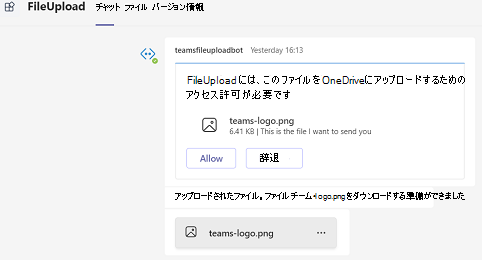 FileUpload チャット ファイル バージョン情報
teamsfileuploadbot Yesterday 16:13
FileUploadには、このファイルをOneDriveにアップロードするための
アクセス許可が必要です
teams-logo.png
6.41 KB | This is the file I want to send you
Allow 辞退
アップロードされたファイル。ファイルチーム-logo.pngをダウンロードする準備ができました
teams-logo.png ...